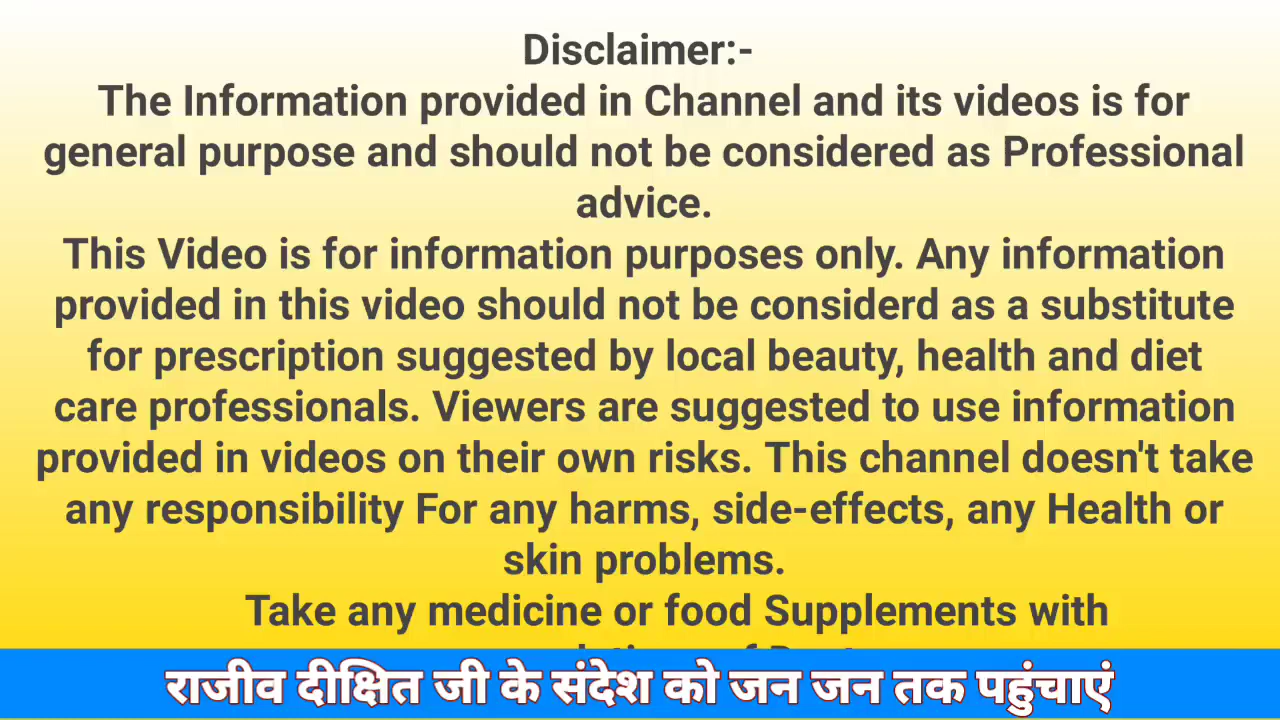 Disclaimer:-
The Information provided in Channel and its videos is for
general purpose and should not be considered as Professional
advice.
This Video is for information purposes only. Any information
provided in this video should not be considerd as a substitute
for prescription suggested by local beauty, health and diet
care professionals. Viewers are suggested to use information
provided in videos on their own risks. This channel doesn't take
any responsibility For any harms, side-effects, any Health or
skin problems.
Take any medicine or food Supplements with
राजीव दीक्षित जी के संदेश को जन जन तक पहुंचाएं